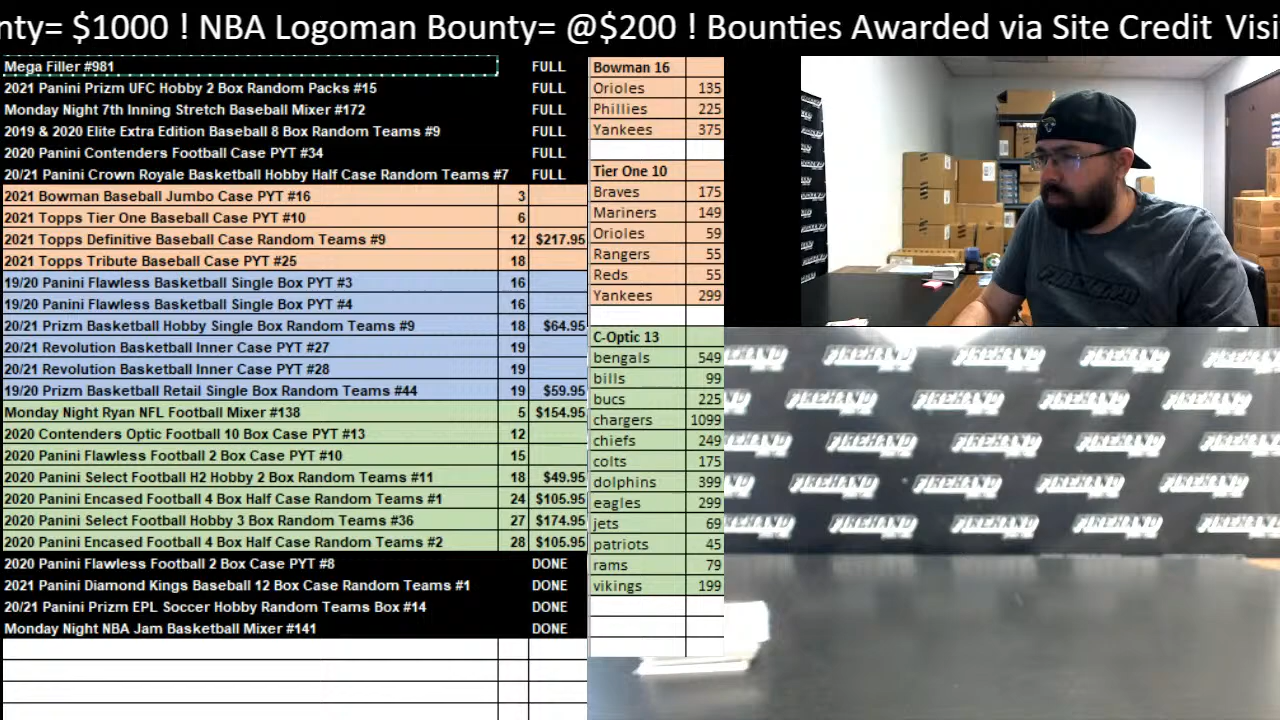 nty= $1000 ! NBA Logoman Bounty= @$200 ! Bounties Awarded via Site Credit Visi
Mega Filler #981 FULL
2021 Panini Prizm UFC Hobby 2 Box Random Packs #15 FULL
Monday Night 7th Inning Stretch Baseball Mixer #172 FULL
2019 & 2020 Elite Extra Edition Baseball 8 Box Random Teams #9 FULL
2020 Panini Contenders Football Case PYT #34 FULL
20/21 Panini Crown Royale Basketball Hobby Half Case Random Teams #7 FULL
2021 Bowman Baseball Jumbo Case PYT #16 3
2021 Topps Tier One Baseball Case PYT #10 6
2021 Topps Definitive Baseball Case Random Teams #9 12 $217.95
2021 Topps Tribute Baseball Case PYT #25 18
19/20 Panini Flawless Basketball Single Box PYT #3 16
19/20 Panini Flawless Basketball Single Box PYT #4 16
20/21 Prizm Basketball Hobby Single Box Random Teams #9 18 $64.95
20/21 Revolution Basketball Inner Case PYT #27 19
20/21 Revolution Basketball Inner Case PYT #28 19
19/20 Prizm Basketball Retail Single Box Random Teams #44 19 $59.95
Monday Night Ryan NFL Football Mixer #138 5 $154.95
2020 Contenders Optic Football 10 Box Case PYT #13 12
2020 Panini Flawless Football 2 Box Case PYT #10 15
2020 Panini Select Football H2 Hobby 2 Box Random Teams #11 18 $49.95
2020 Panini Encased Football 4 Box Half Case Random Teams #1 24 $105.95
2020 Panini Select Football Hobby 3 Box Random Teams #36 27 $174.95
2020 Panini Encased Football 4 Box Half Case Random Teams #2 28 $105.95
2020 Panini Flawless Football 2 Box Case PYT #8 DONE
2021 Panini Diamond Kings Baseball 12 Box Case Random Teams #1 DONE
20/21 Panini Prizm EPL Soccer Hobby Random Teams Box #14 DONE
Monday Night NBA Jam Basketball Mixer #141 DONE
Bowman 16
Orioles 135
Phillies 225
Yankees 375
Tier One 10
Braves 175
Mariners 149
Orioles 59
Rangers 55
Reds 55
Yankees 299
C-Optic 13
bengals 549
bills 99
bucs 225
chargers 1099
chiefs 249
colts 175
dolphins 399
eagles 299
jets 69
patriots 45
rams 79
vikings 199
FIREHAND FIREHAND FIREHAND FIREHAND
FIREHAND FIREHAND FIREHAND
FIREHAND FIREHAND FIREHAND FIREHAND
FIREHAND FIREHAND FIREHAND
FIREHAND FIREHAND FIREHAND FIREHAND